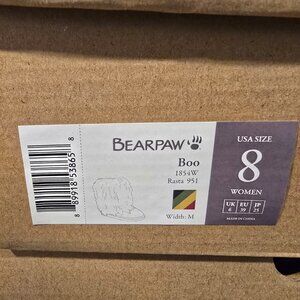 BEARPAW
Boo
1854W
Rasta 951
Width: M
USA SIZE
8
WOMEN
UK EU JP
6 39 25
MADE IN CHINA
8 89918 53865 8